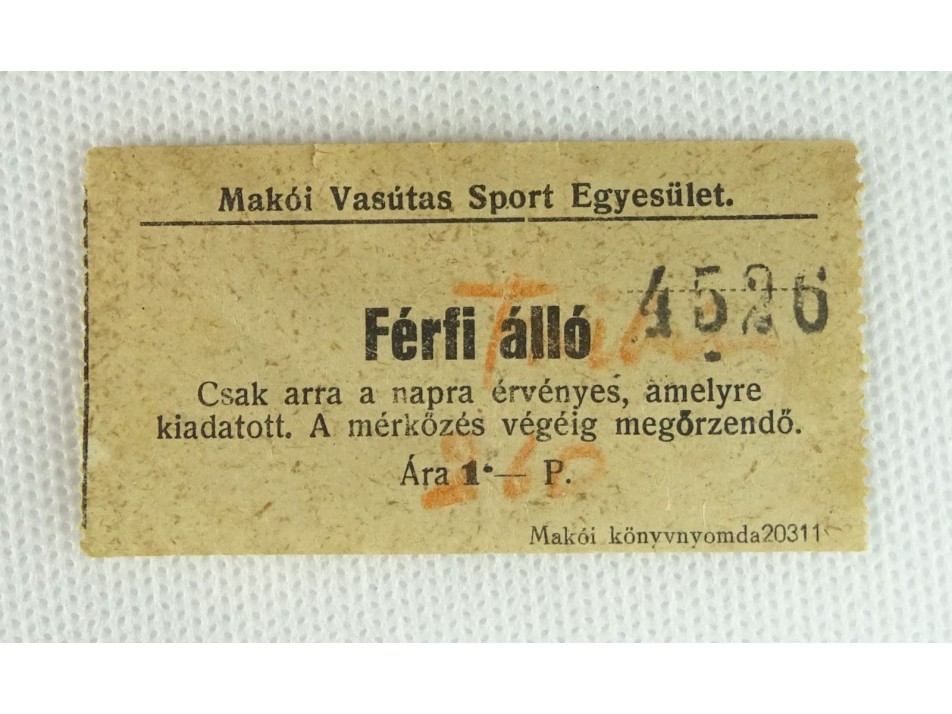 Makói Vasútas Sport Egyesület.
4526
Férfi álló
Csak arra a napra érvényes, amelyre
kiadatott. A mérkőzés végéig megőrzendő.
Ára 1·— P.
Makói könyvnyomda20311